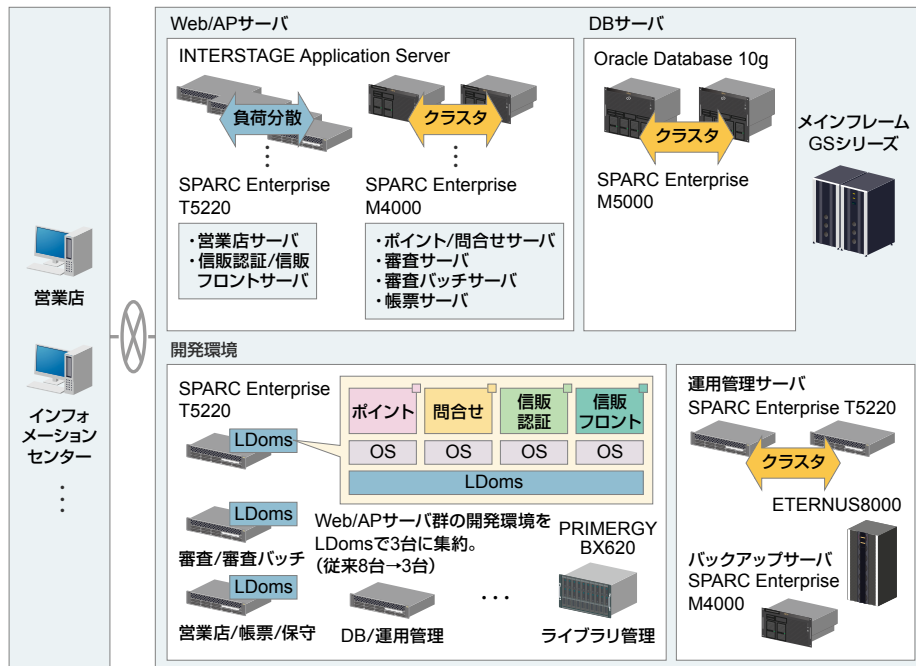 営業店
インフォ
メーション
センター
Web/APサーバ
INTERSTAGE Application Server
負荷分散
クラスタ
SPARC Enterprise
T5220
・営業店サーバ
・信販認証/信販
フロントサーバ
SPARC Enterprise
M4000
・ポイント/問合せサーバ
・審査サーバ
・審査バッチサーバ
・帳票サーバ
DBサーバ
Oracle Database 10g
クラスタ
SPARC Enterprise
M5000
メインフレーム
GSシリーズ
開発環境
SPARC Enterprise
T5220
LDoms
ポイント
問合せ
信販
認証
信販
フロント
OS
OS
OS
OS
LDoms
LDoms
審査/審査バッチ
Web/APサーバ群の開発環境を
LDomsで3台に集約。
（従来8台→3台）
LDoms
営業店/帳票/保守
DB/運用管理
PRIMERGY
BX620
ライブラリ管理
運用管理サーバ
SPARC Enterprise T5220
クラスタ
ETERNUS8000
バックアップサーバ
SPARC Enterprise
M4000